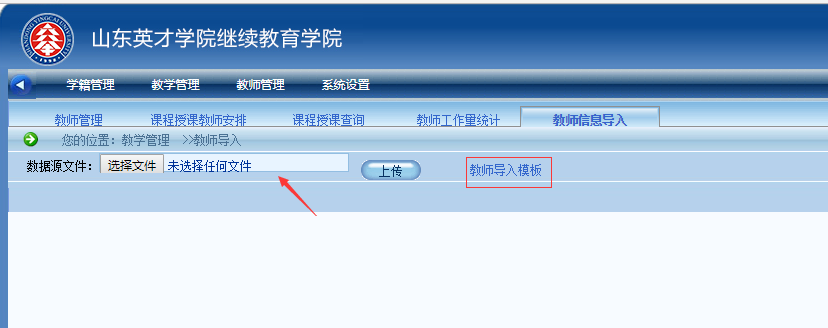 山东英才学院继续教育学院
学籍管理 教学管理 教师管理 系统设置
教师管理 课程授课教师安排 课程授课查询 教师工作量统计 教师信息导入
您的位置：教学管理 >>教师导入
数据源文件： 选择文件 未选择任何文件 上传 教师导入模板